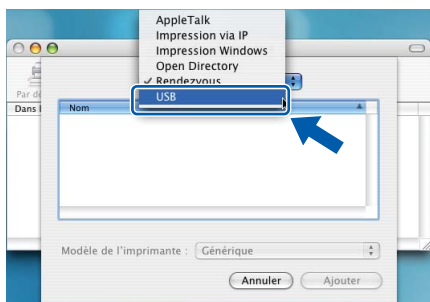 AppleTalk
Impression via IP
Impression Windows
Open Directory
✓ Rendezvous
USB
Par dé
Dans l
Nom
Modèle de l'imprimante : Générique
Annuler Ajouter